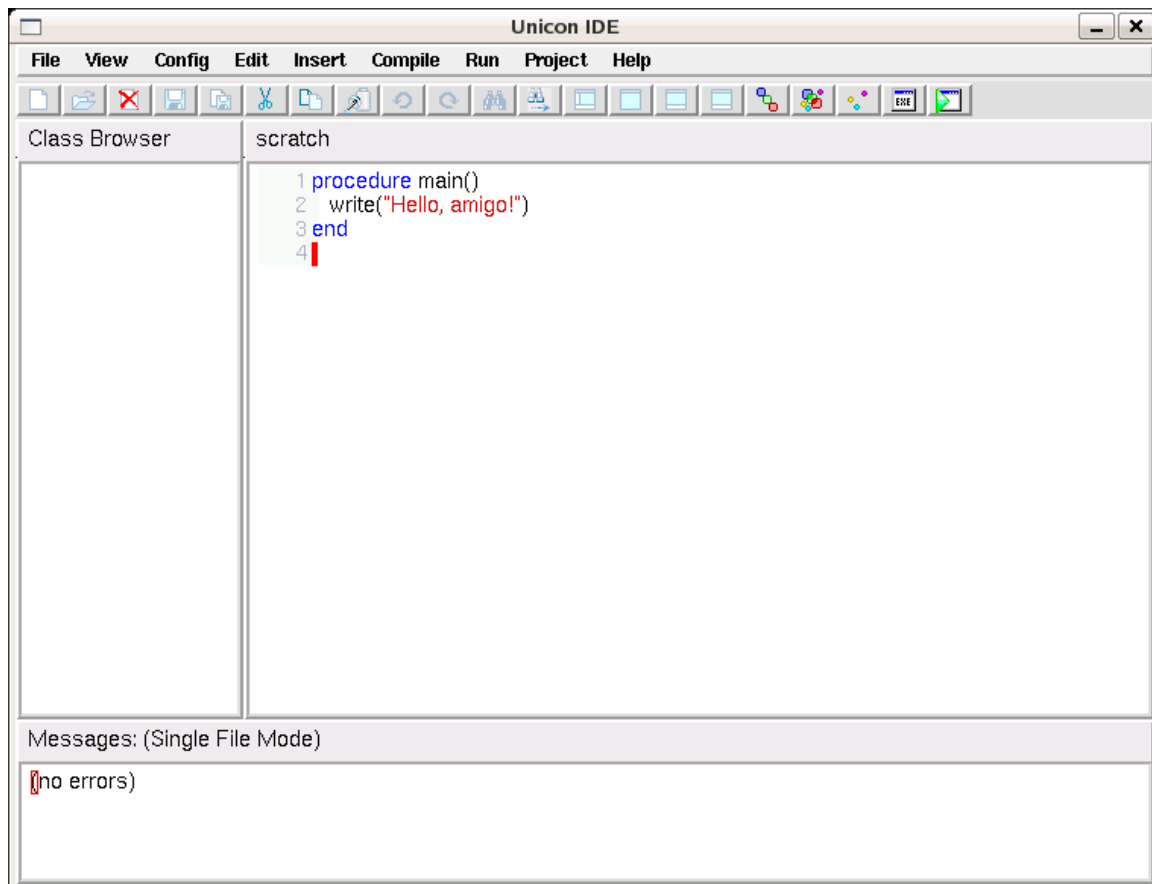 Unicon IDE
File View Config Edit Insert Compile Run Project Help
EXE
Class Browser
scratch
1 procedure main()
2   write("Hello, amigo!")
3 end
4
Messages: (Single File Mode)
(no errors)